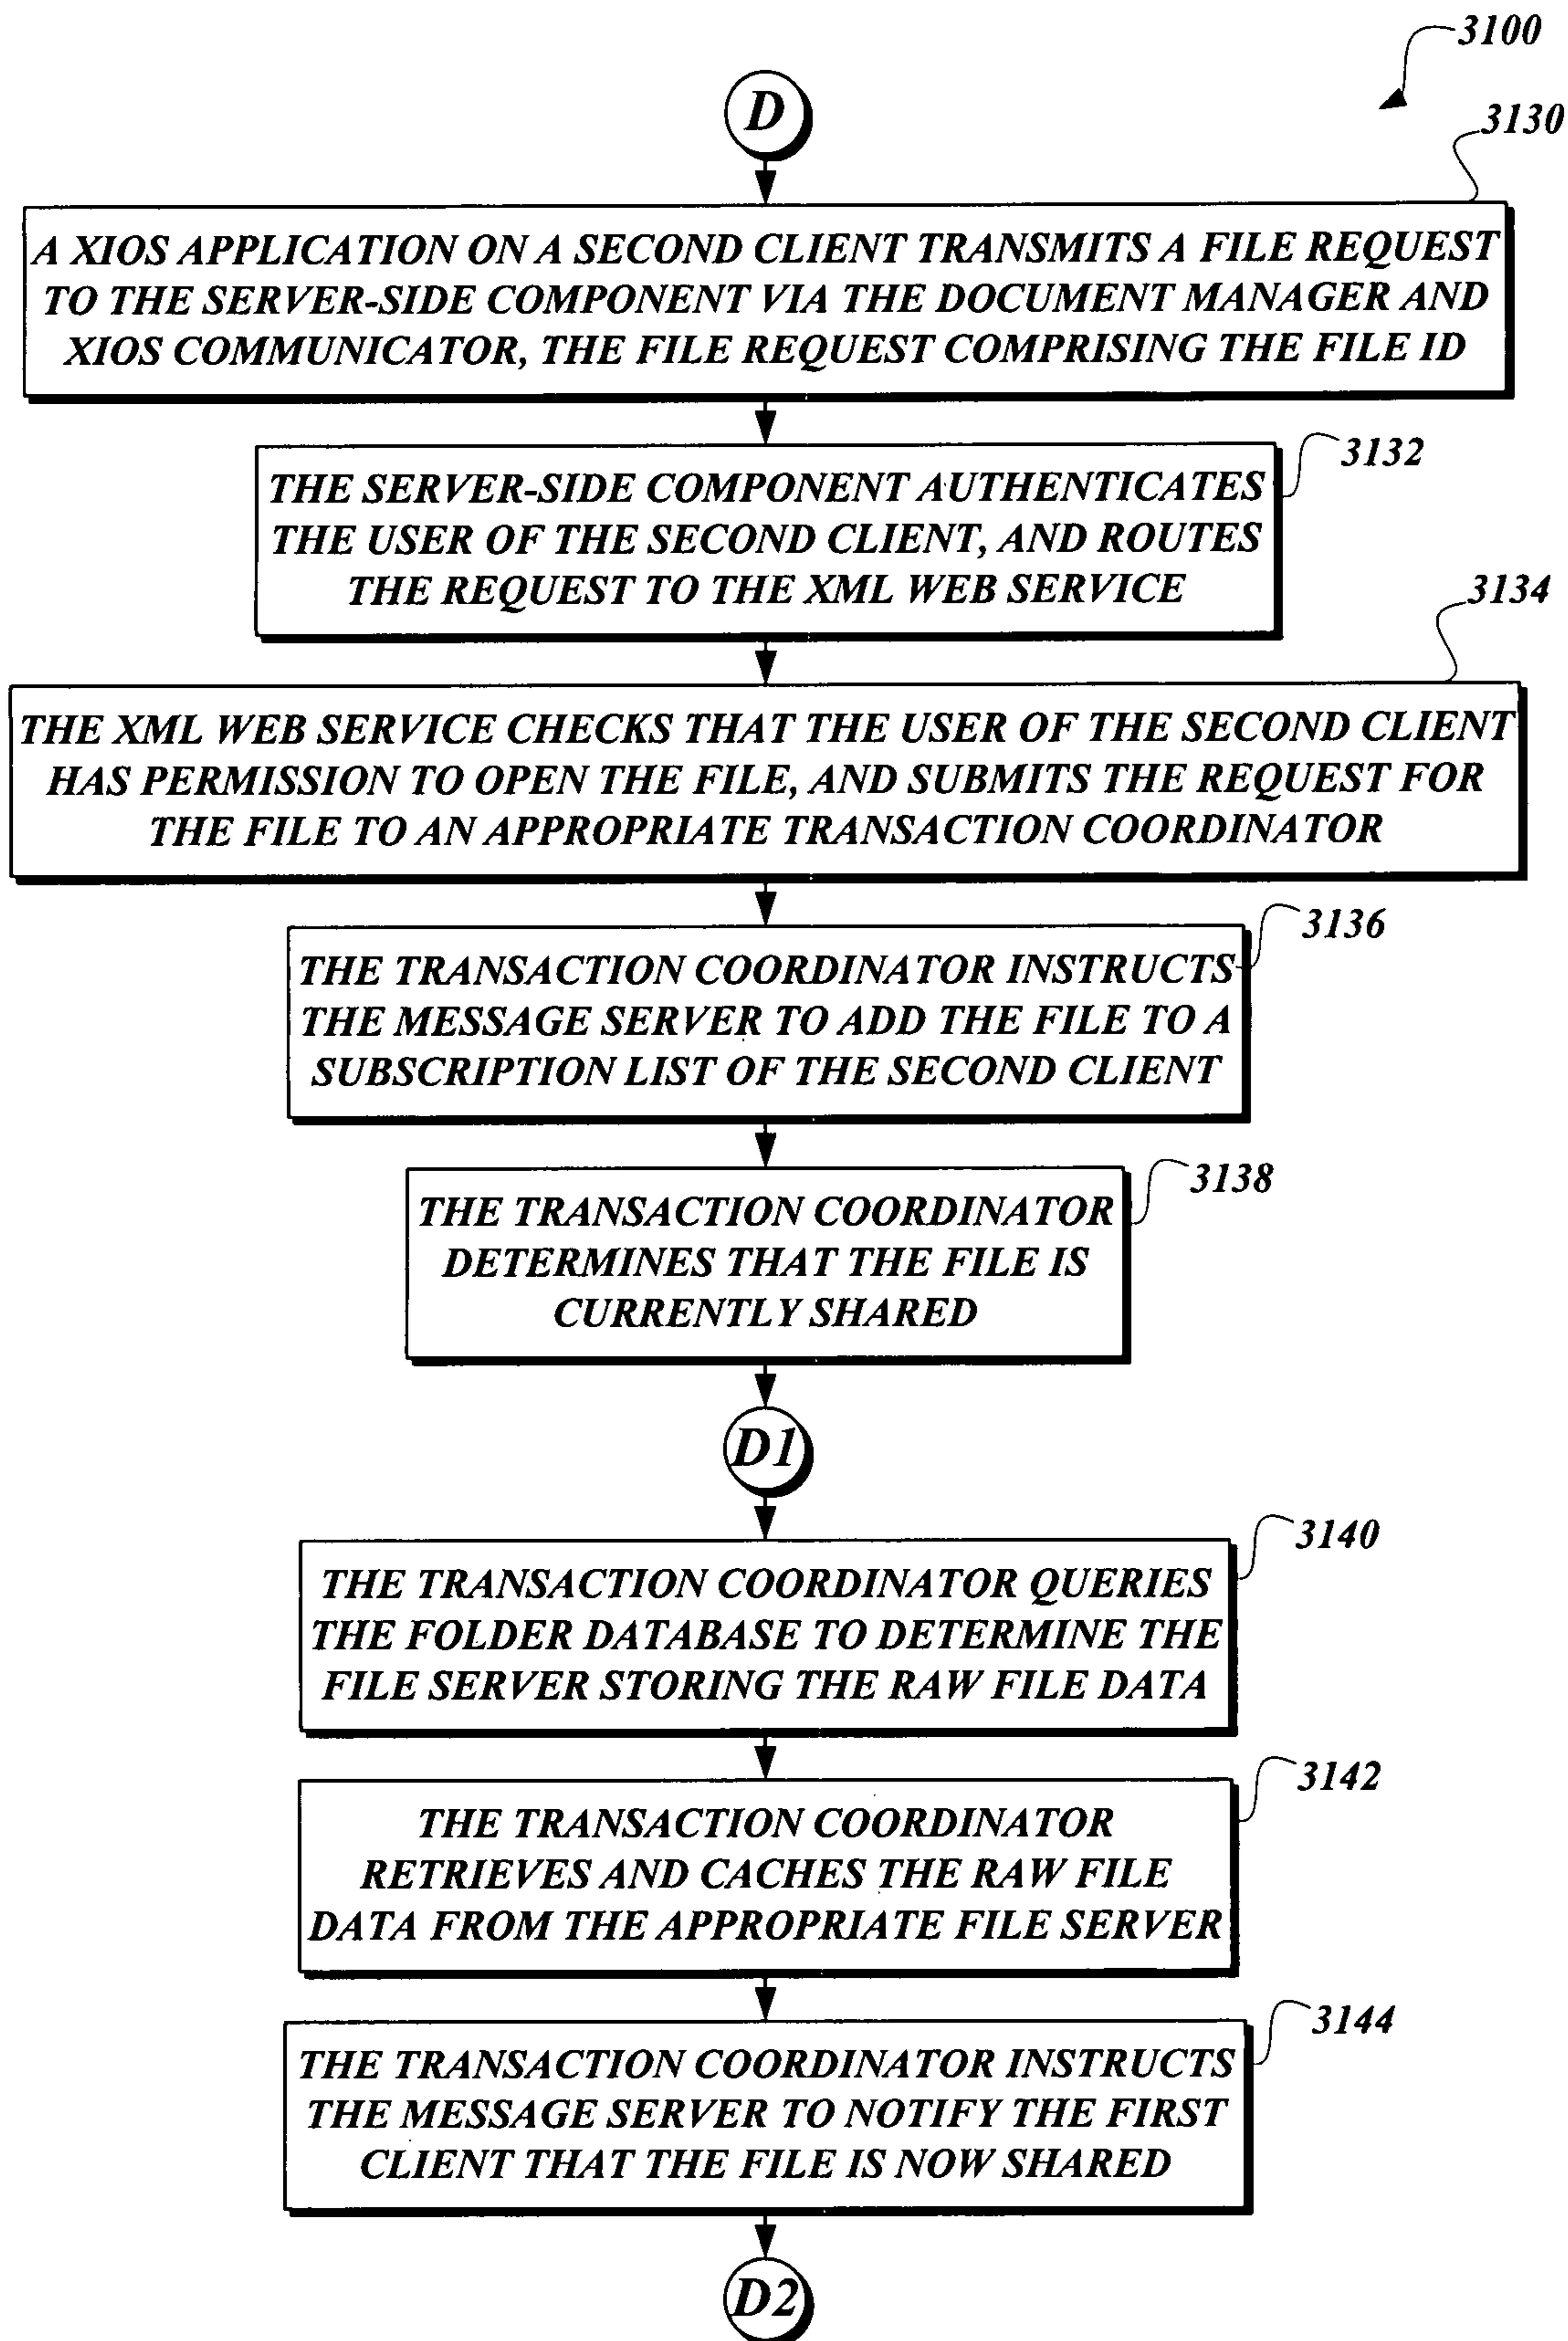 3100
D
3130
A XIOS APPLICATION ON A SECOND CLIENT TRANSMITS A FILE REQUEST
TO THE SERVER-SIDE COMPONENT VIA THE DOCUMENT MANAGER AND
XIOS COMMUNICATOR, THE FILE REQUEST COMPRISING THE FILE ID
3132
THE SERVER-SIDE COMPONENT AUTHENTICATES
THE USER OF THE SECOND CLIENT, AND ROUTES
THE REQUEST TO THE XML WEB SERVICE
3134
THE XML WEB SERVICE CHECKS THAT THE USER OF THE SECOND CLIENT
HAS PERMISSION TO OPEN THE FILE, AND SUBMITS THE REQUEST FOR
THE FILE TO AN APPROPRIATE TRANSACTION COORDINATOR
3136
THE TRANSACTION COORDINATOR INSTRUCTS
THE MESSAGE SERVER TO ADD THE FILE TO A
SUBSCRIPTION LIST OF THE SECOND CLIENT
3138
THE TRANSACTION COORDINATOR
DETERMINES THAT THE FILE IS
CURRENTLY SHARED
D1
3140
THE TRANSACTION COORDINATOR QUERIES
THE FOLDER DATABASE TO DETERMINE THE
FILE SERVER STORING THE RAW FILE DATA
3142
THE TRANSACTION COORDINATOR
RETRIEVES AND CACHES THE RAW FILE
DATA FROM THE APPROPRIATE FILE SERVER
3144
THE TRANSACTION COORDINATOR INSTRUCTS
THE MESSAGE SERVER TO NOTIFY THE FIRST
CLIENT THAT THE FILE IS NOW SHARED
D2